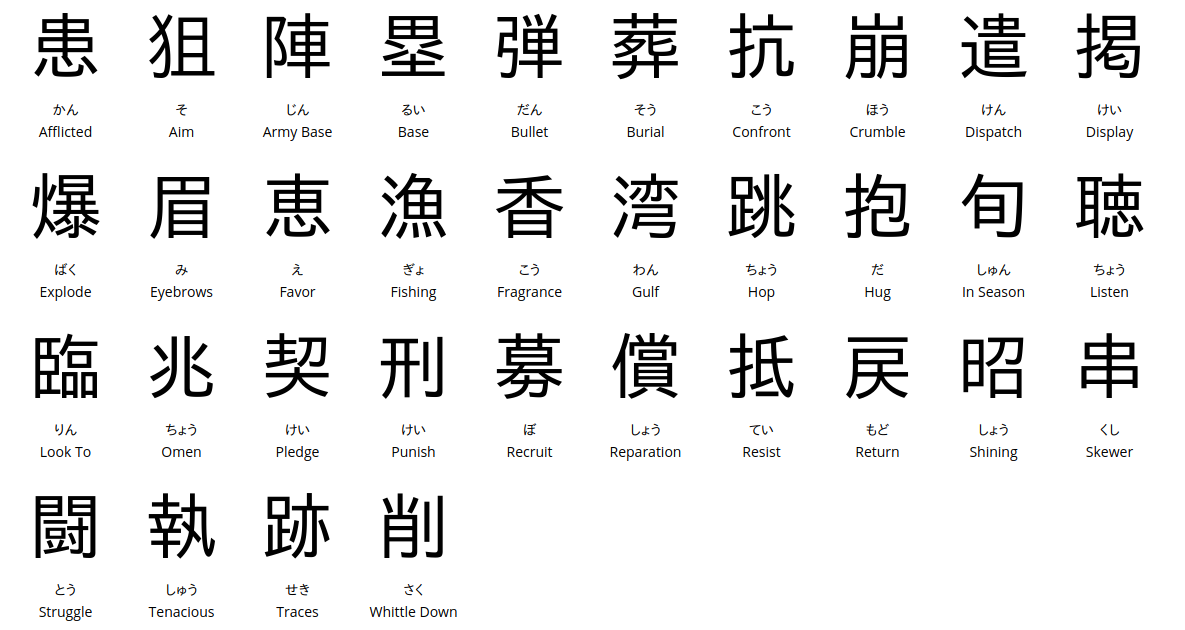 患 狙 陣 塁 弾 葬 抗 崩 遣 掲
かん そ じん るい だん そう こう ほう けん けい
Afflicted Aim Army Base Base Bullet Burial Confront Crumble Dispatch Display
爆 眉 恵 漁 香 湾 跳 抱 旬 聴
ばく み え ぎょ こう わん ちょう だ しゅん ちょう
Explode Eyebrows Favor Fishing Fragrance Gulf Hop Hug In Season Listen
臨 兆 契 刑 募 償 抵 戻 昭 串
りん ちょう けい けい ぼ しょう てい もど しょう くし
Look To Omen Pledge Punish Recruit Reparation Resist Return Shining Skewer
闘 執 跡 削
とう しゅう せき さく
Struggle Tenacious Traces Whittle Down